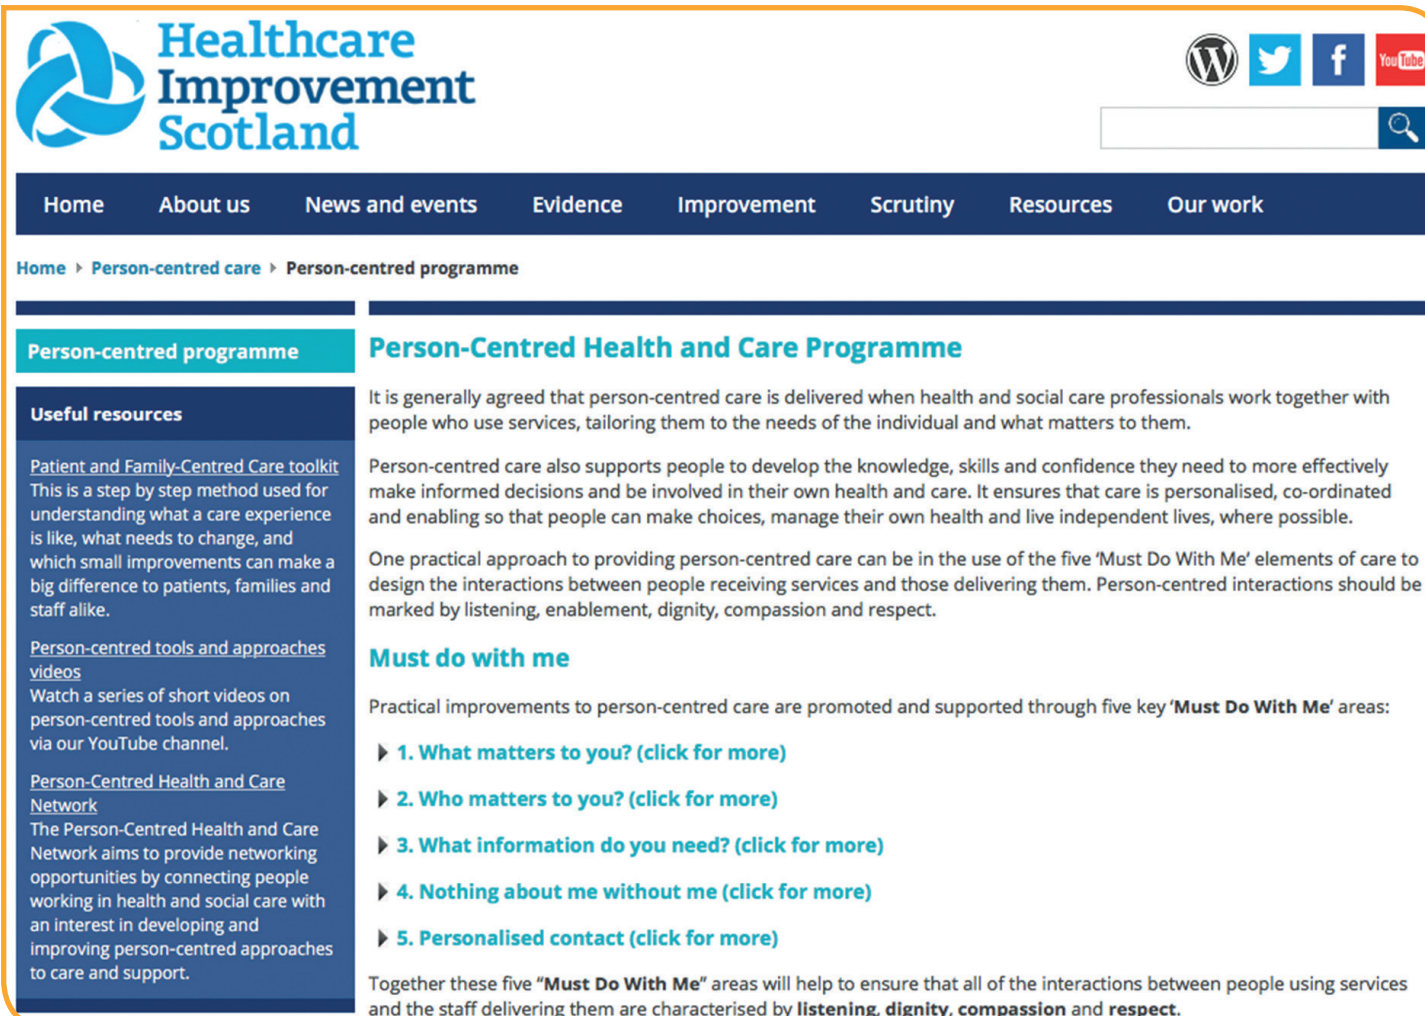 Healthcare
Improvement
Scotland
You Tube
Home About us News and events Evidence Improvement Scrutiny Resources Our work
Home Person-centred care Person-centred programme
Person-centred programme
Useful resources
Patient and Family-Centred Care toolkit
This is a step by step method used for
understanding what a care experience
is like, what needs to change, and
which small improvements can make a
big difference to patients, families and
staff alike.
Person-centred tools and approaches
videos
Watch a series of short videos on
person-centred tools and approaches
via our YouTube channel.
Person-Centred Health and Care
Network
The Person-Centred Health and Care
Network aims to provide networking
opportunities by connecting people
working in health and social care with
an interest in developing and
improving person-centred approaches
to care and support.
Person-Centred Health and Care Programme
It is generally agreed that person-centred care is delivered when health and social care professionals work together with
people who use services, tailoring them to the needs of the individual and what matters to them.
Person-centred care also supports people to develop the knowledge, skills and confidence they need to more effectively
make informed decisions and be involved in their own health and care. It ensures that care is personalised, co-ordinated
and enabling so that people can make choices, manage their own health and live independent lives, where possible.
One practical approach to providing person-centred care can be in the use of the five ‘Must Do With Me’ elements of care to
design the interactions between people receiving services and those delivering them. Person-centred interactions should be
marked by listening, enablement, dignity, compassion and respect.
Must do with me
Practical improvements to person-centred care are promoted and supported through five key ‘Must Do With Me’ areas:
1. What matters to you? (click for more)
2. Who matters to you? (click for more)
3. What information do you need? (click for more)
4. Nothing about me without me (click for more)
5. Personalised contact (click for more)
Together these five “Must Do With Me” areas will help to ensure that all of the interactions between people using services
and the staff delivering them are characterised by listening, dignity, compassion and respect.